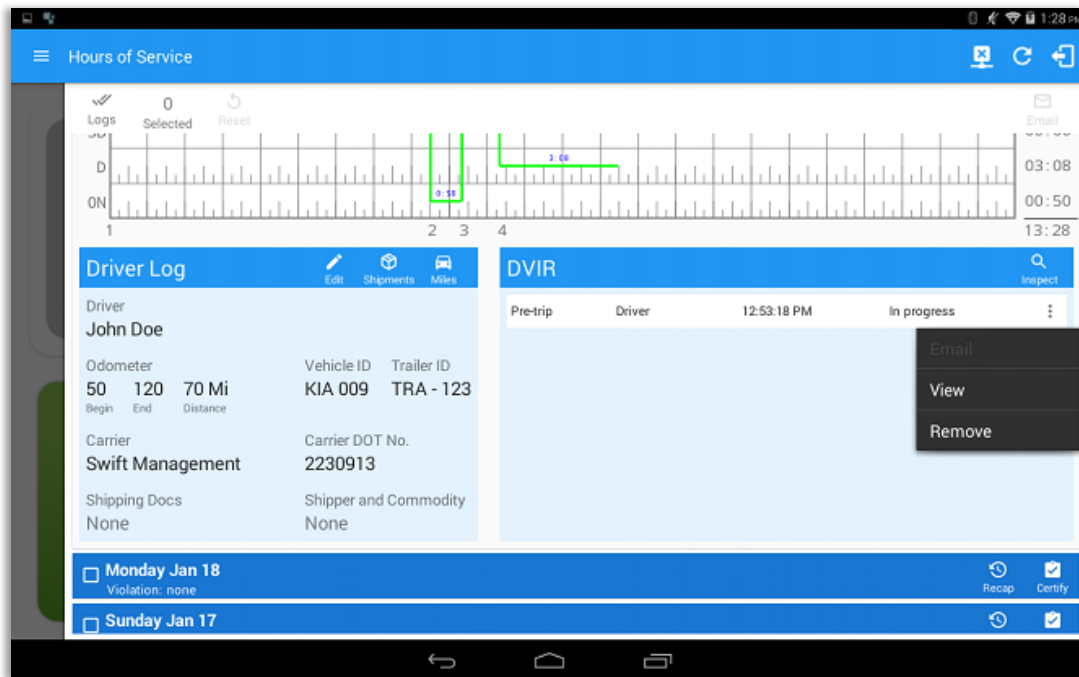 1:28 PM
Hours of Service
Logs
0
Selected
Reset
Email
D
3:08
03:08
ON
0:50
00:50
1 2 3 4
13:28
Driver Log
Edit Shipments Miles
DVIR
Inspect
Driver
John Doe
Pre-trip Driver 12:53:18 PM In progress
Email
View
Remove
Odometer
50 120 70 Mi
Begin End Distance
Vehicle ID Trailer ID
KIA 009 TRA - 123
Carrier
Swift Management
Carrier DOT No.
2230913
Shipping Docs
None
Shipper and Commodity
None
Monday Jan 18
Violation: none
Recap Certify
Sunday Jan 17